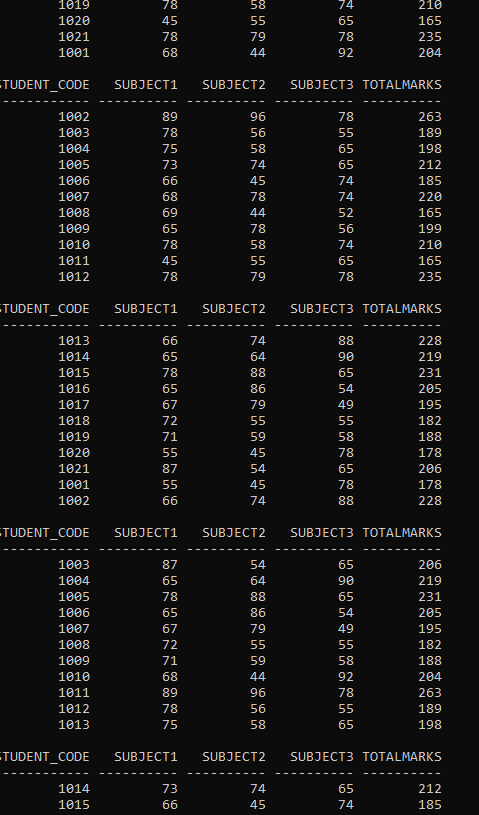 1019 78 58 74 210
1020 45 55 65 165
1021 78 79 78 235
1001 68 44 92 204
STUDENT_CODE SUBJECT1 SUBJECT2 SUBJECT3 TOTALMARKS
------------ ---------- ---------- ---------- ----------
1002 89 96 78 263
1003 78 56 55 189
1004 75 58 65 198
1005 73 74 65 212
1006 66 45 74 185
1007 68 78 74 220
1008 69 44 52 165
1009 65 78 56 199
1010 78 58 74 210
1011 45 55 65 165
1012 78 79 78 235
STUDENT_CODE SUBJECT1 SUBJECT2 SUBJECT3 TOTALMARKS
------------ ---------- ---------- ---------- ----------
1013 66 74 88 228
1014 65 64 90 219
1015 78 88 65 231
1016 65 86 54 205
1017 67 79 49 195
1018 72 55 55 182
1019 71 59 58 188
1020 55 45 78 178
1021 87 54 65 206
1001 55 45 78 178
1002 66 74 88 228
STUDENT_CODE SUBJECT1 SUBJECT2 SUBJECT3 TOTALMARKS
------------ ---------- ---------- ---------- ----------
1003 87 54 65 206
1004 65 64 90 219
1005 78 88 65 231
1006 65 86 54 205
1007 67 79 49 195
1008 72 55 55 182
1009 71 59 58 188
1010 68 44 92 204
1011 89 96 78 263
1012 78 56 55 189
1013 75 58 65 198
STUDENT_CODE SUBJECT1 SUBJECT2 SUBJECT3 TOTALMARKS
------------ ---------- ---------- ---------- ----------
1014 73 74 65 212
1015 66 45 74 185